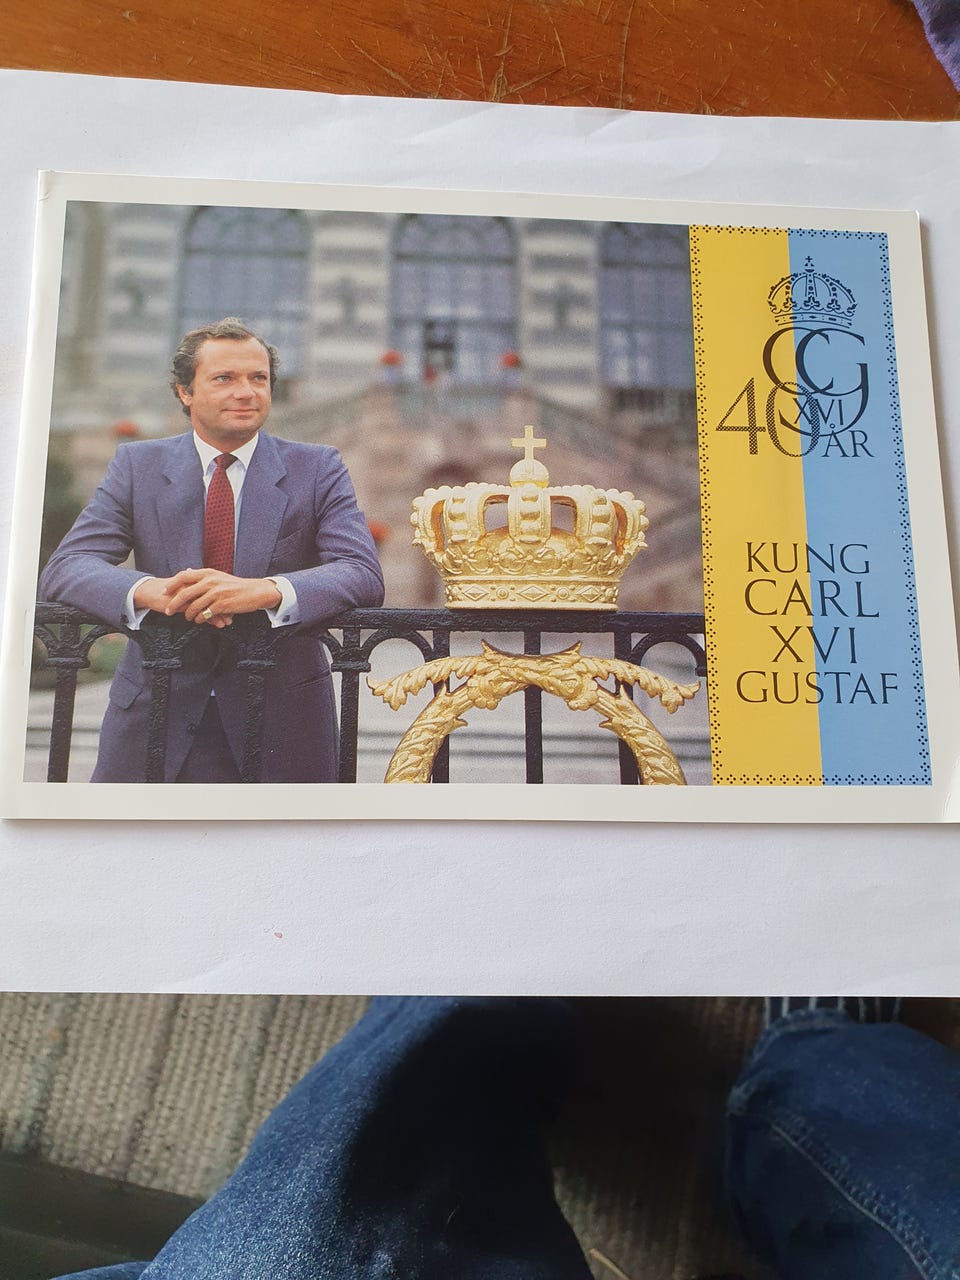 CG
XVI
40 ÅR
KUNG
CARL
XVI
GUSTAF